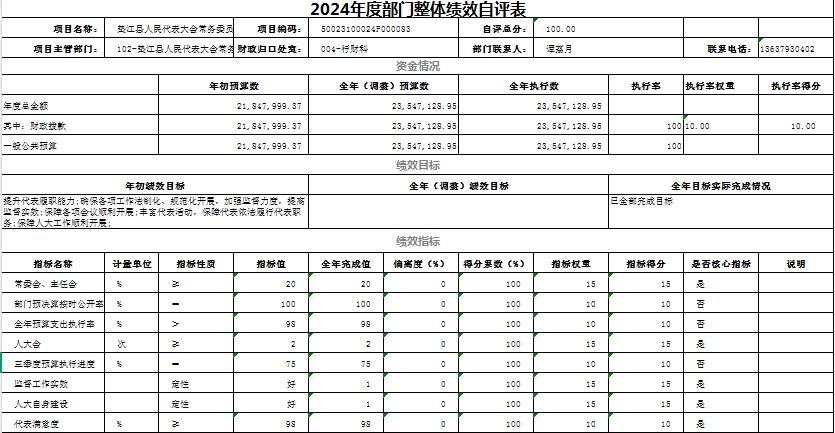 2024年度部门整体绩效自评表
项目名称： 垫江县人民代表大会常务委员 项目编码： 50023100024P000083 自评总分： 100.00
项目主管部门： 102-垫江县人民代表大会常务 财政归口处室： 004-行财科 部门联系人： 谭荔月 联系电话： 13637930402
资金情况
年初预算数 全年（调整）预算数 全年执行数 执行率 执行率权重 执行率得分
年度总金额 21,847,999.37 23,547,128.95 23,547,128.95
其中：财政拨款 21,847,999.37 23,547,128.95 23,547,128.95 100 10.00 10.00
一般公共预算 21,847,999.37 23,547,128.95 23,547,128.95 100
绩效目标
年初绩效目标 全年（调整）绩效目标 全年目标实际完成情况
提升代表履职能力；确保各项工作法制化、规范化开展，加强监督力度，提高 已全部完成目标
监督实效；保障各项会议顺利开展；丰富代表活动，保障代表依法履行代表职
务；保障人大工作顺利开展；
绩效指标
指标名称 计量单位 指标性质 指标值 全年完成值 偏离度（%） 得分系数（%） 指标权重 指标得分 是否核心指标 说明
常委会、主任会 % ≥ 20 20 0 100 15 15 是
部门预决算按时公开率 % ＝ 100 100 0 100 10 10 否
全年预算支出执行率 % ＞ 98 98 0 100 10 10 否
人大会 次 ≥ 2 2 0 100 15 15 是
三季度预算执行进度 % ＝ 75 75 0 100 10 10 否
监督工作实效 定性 好 1 0 100 15 15 是
人大自身建设 定性 好 1 0 100 15 15 是
代表满意度 % ≥ 98 98 0 100 10 10 是